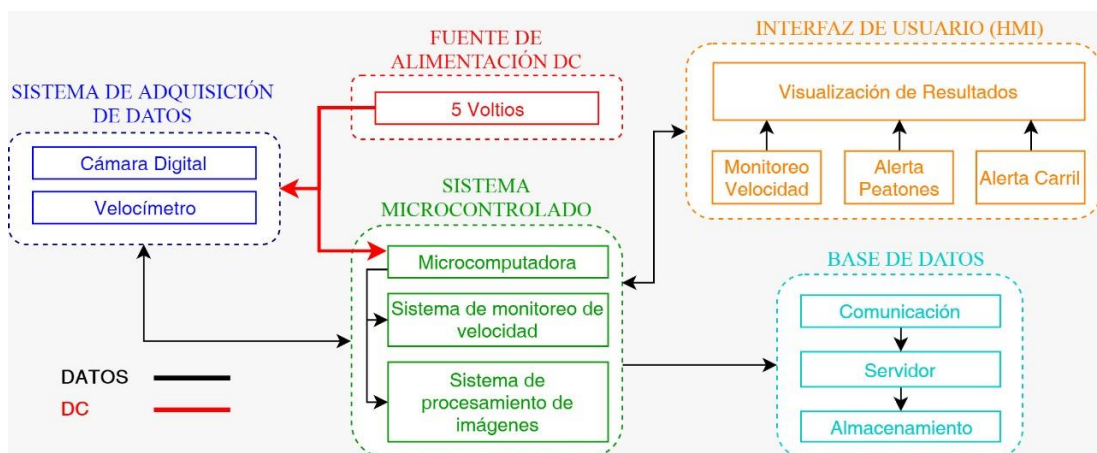 SISTEMA DE ADQUISICIÓN
DE DATOS
Cámara Digital
Velocímetro
FUENTE DE
ALIMENTACIÓN DC
5 Voltios
SISTEMA
MICROCONTROLADO
Microcomputadora
Sistema de monitoreo de
velocidad
Sistema de
procesamiento de
imágenes
INTERFAZ DE USUARIO (HMI)
Visualización de Resultados
Monitoreo
Velocidad
Alerta
Peatones
Alerta Carril
BASE DE DATOS
Comunicación
Servidor
Almacenamiento
DATOS
DC